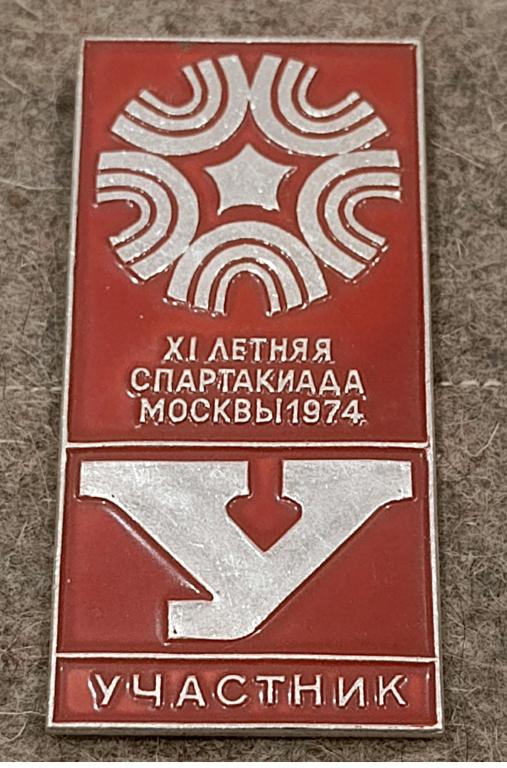 XI ЛЕТНЯЯ
СПАРТАКИАДА
МОСКВЫ 1974
У
УЧАСТНИК